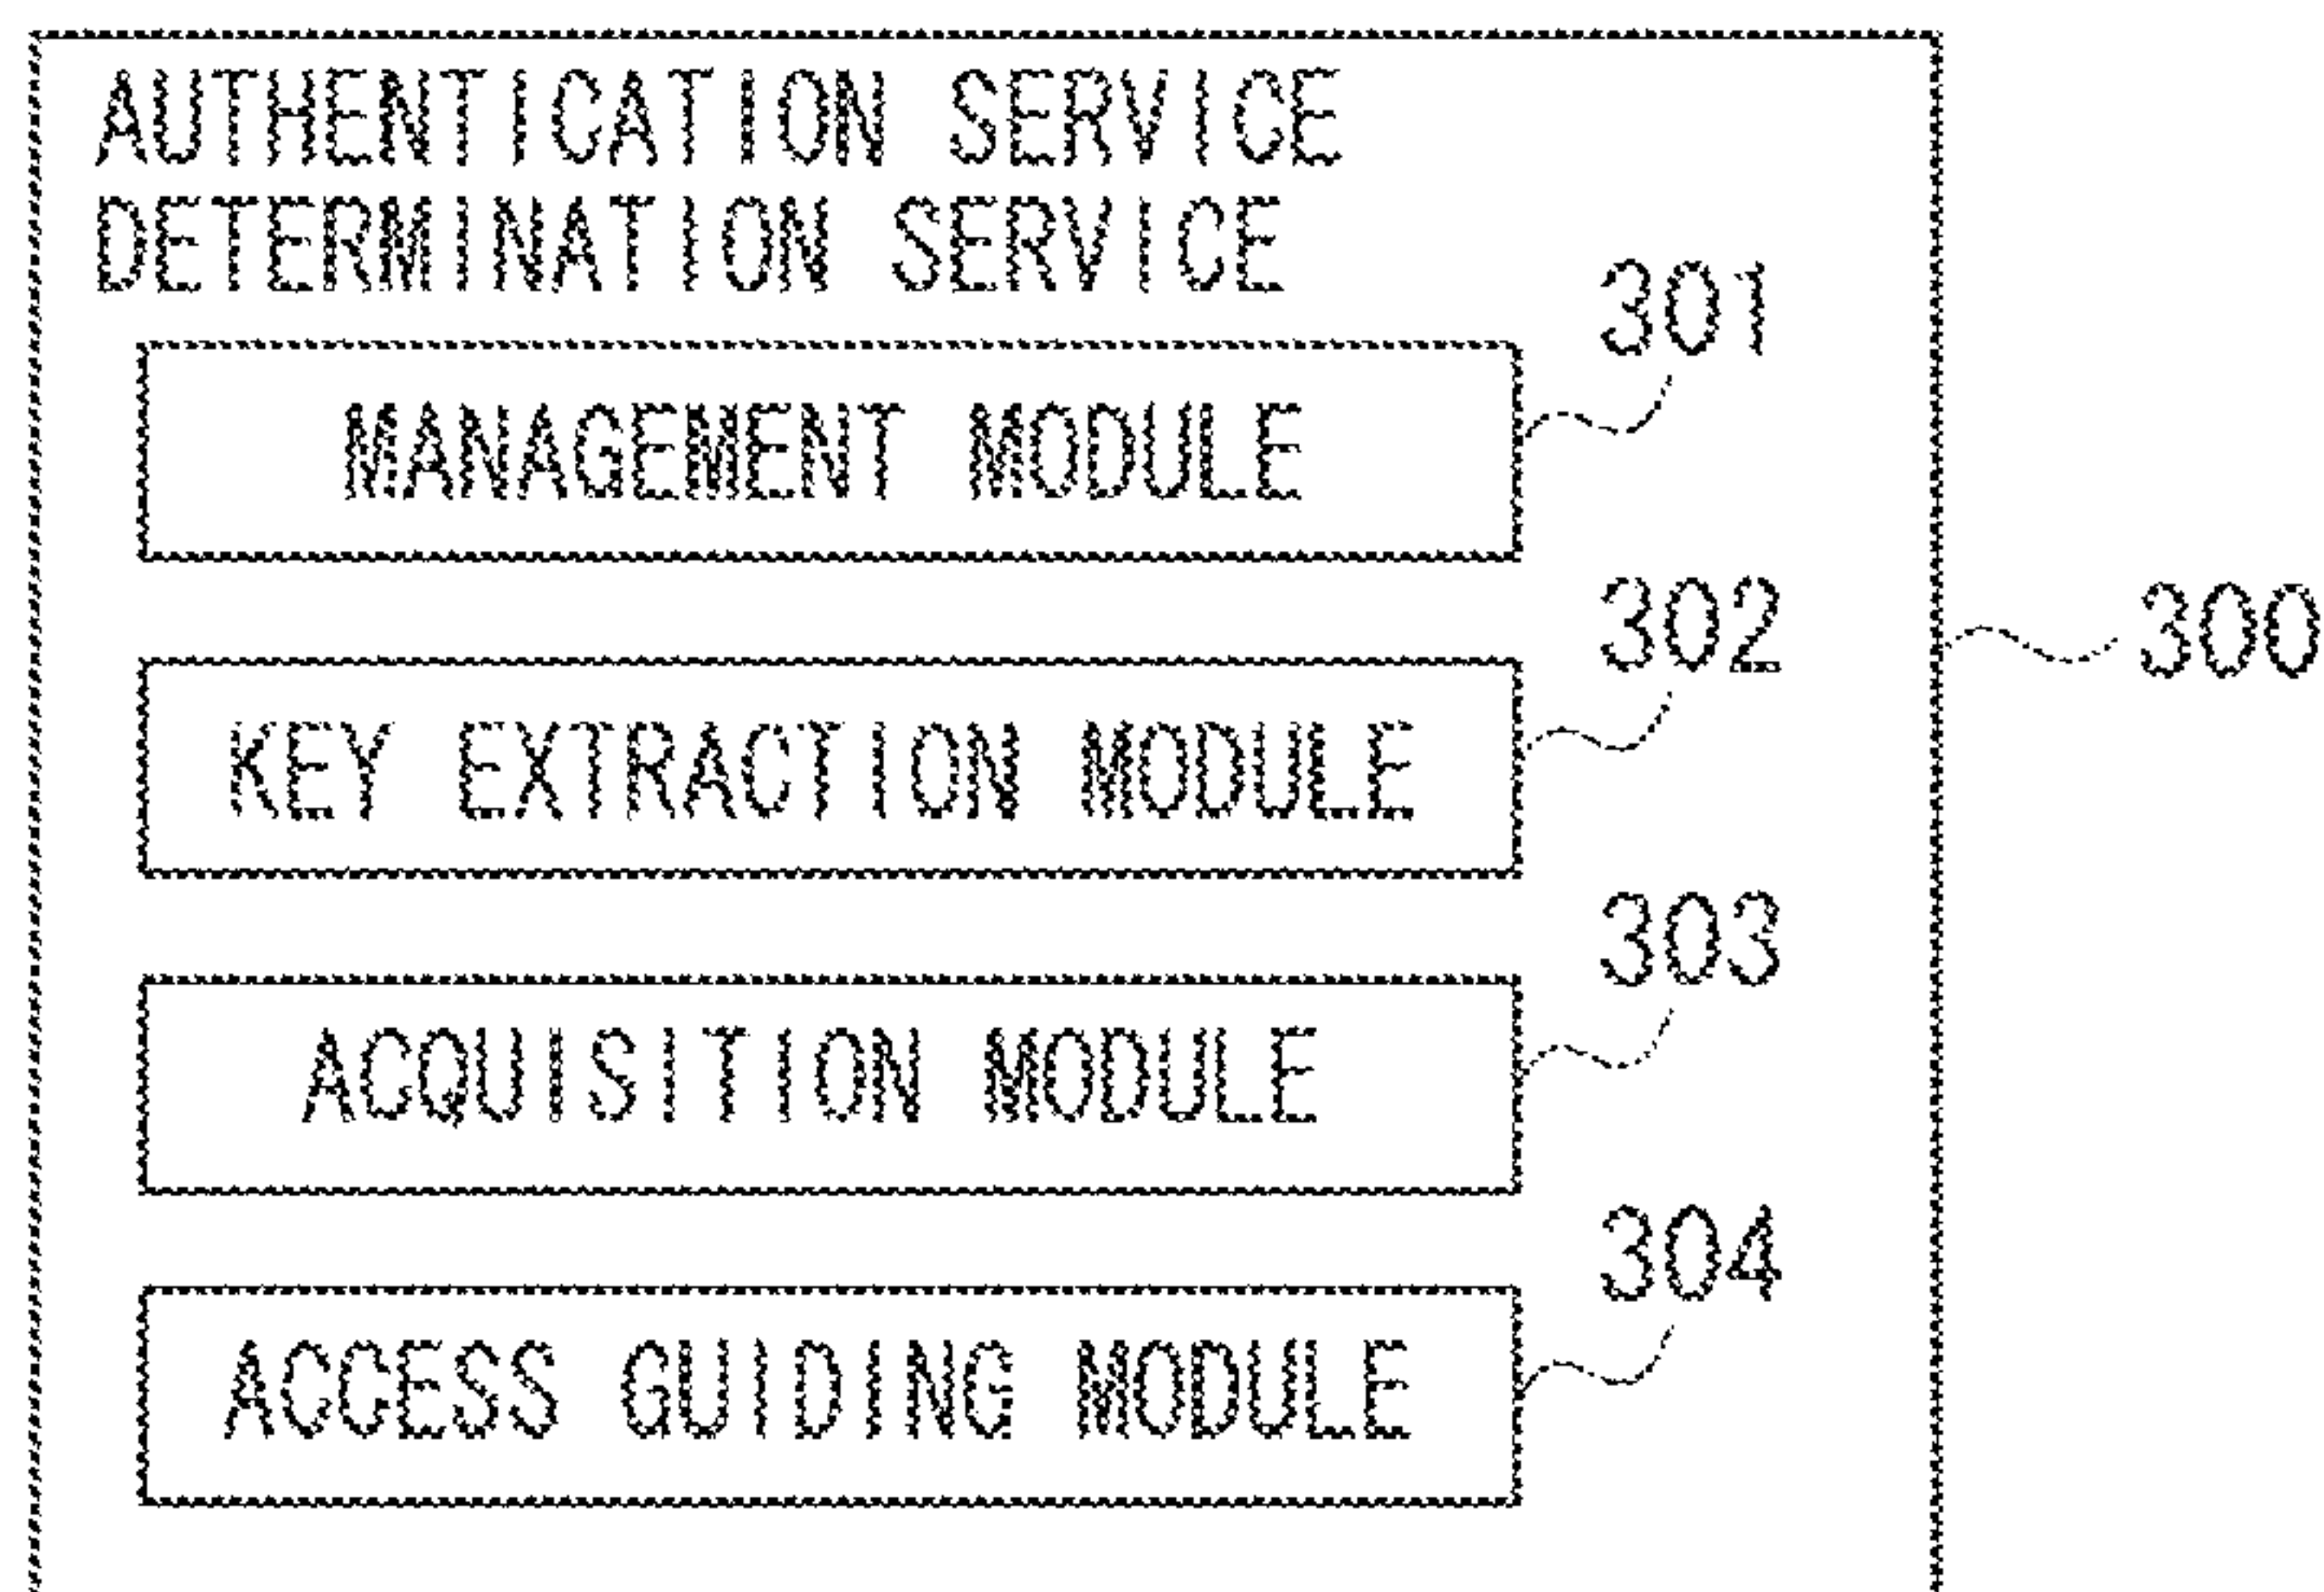 AUTHENTICATION SERVICE
DETERMINATION SERVICE
301
MANAGEMENT MODULE
302
300
KEY EXTRACTION MODULE
303
ACQUISITION MODULE
304
ACCESS GUIDING MODULE